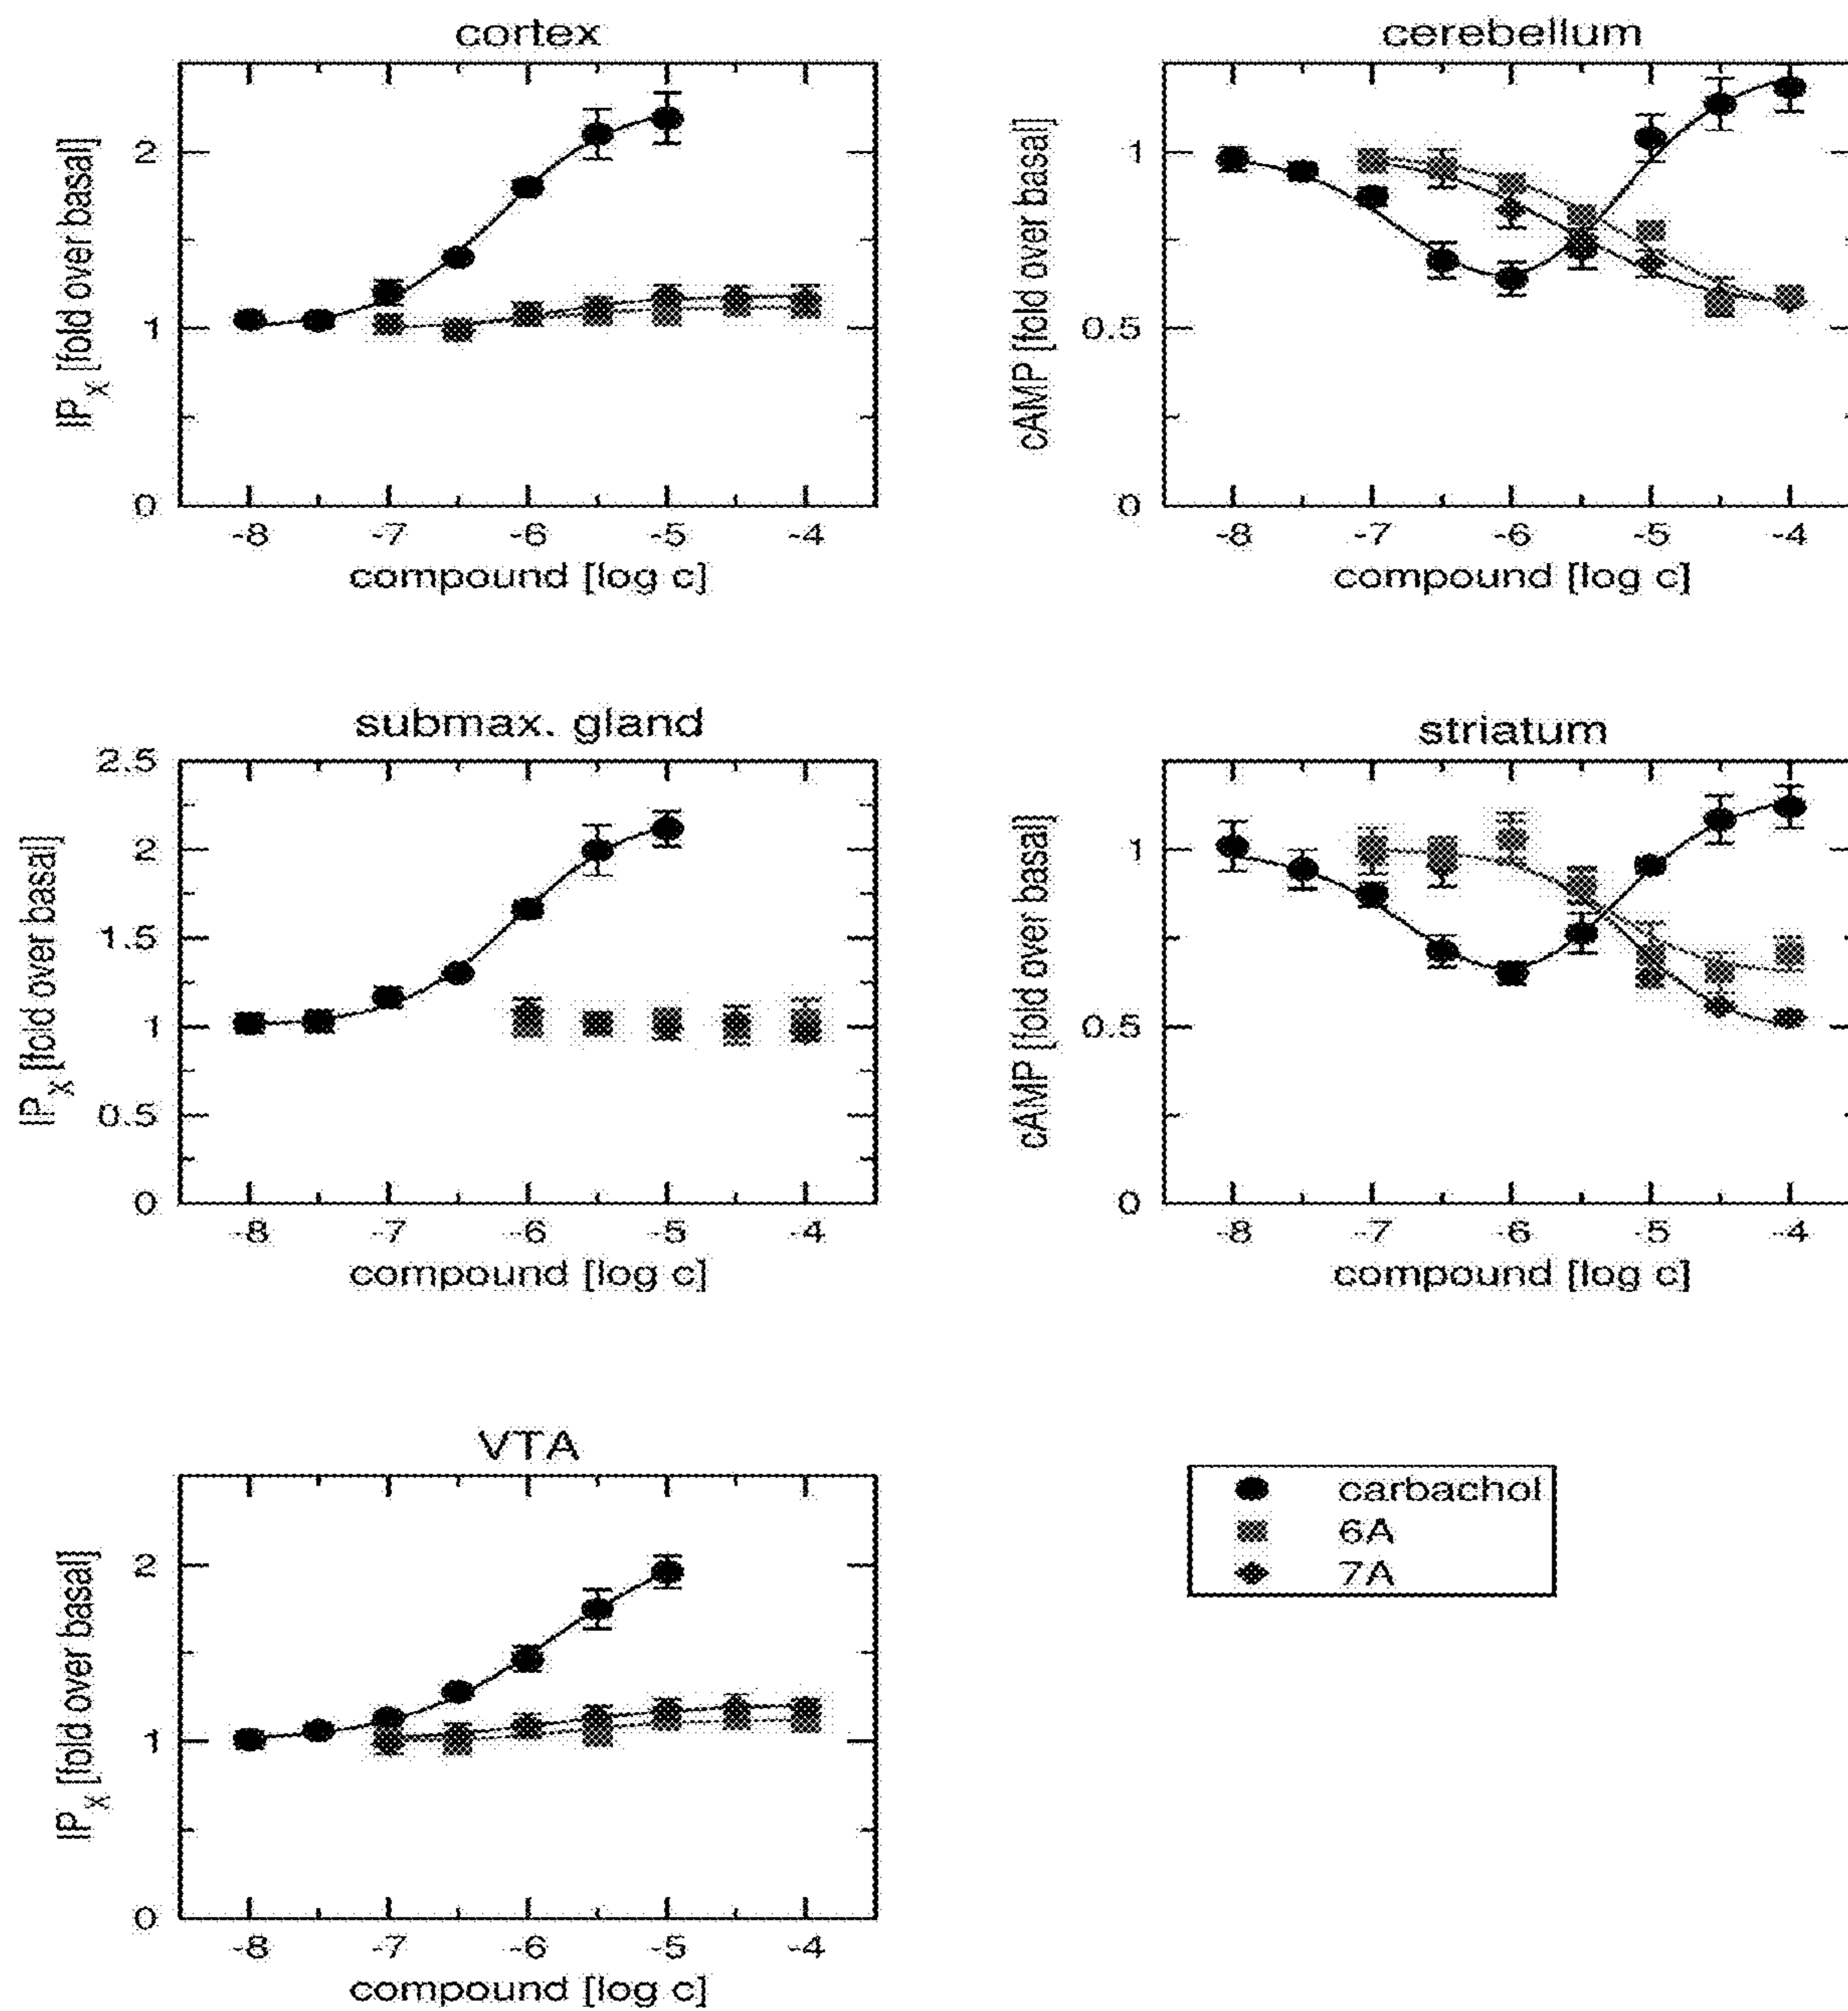 cortex
IPx [fold over basal]
2
1
0
-8 -7 -6 -5 -4
compound [log c]
cerebellum
cAMP [fold over basal]
1
0.5
0
-8 -7 -6 -5 -4
compound [log c]
submax. gland
IPx [fold over basal]
2.5
2
1.5
1
0.5
0
-8 -7 -6 -5 -4
compound [log c]
striatum
cAMP [fold over basal]
1
0.5
0
-8 -7 -6 -5 -4
compound [log c]
VTA
IPx [fold over basal]
2
1
0
-8 -7 -6 -5 -4
compound [log c]
carbachol
6A
7A